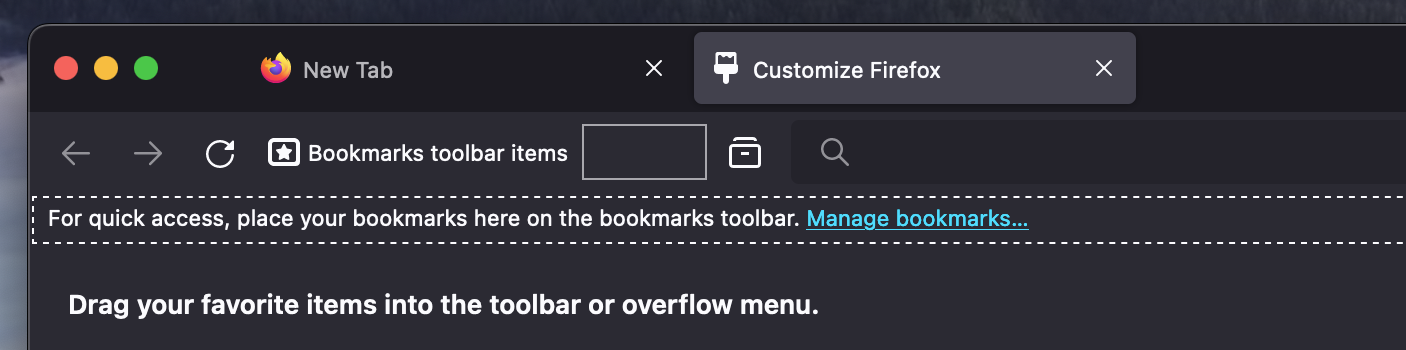 New Tab
Customize Firefox
Bookmarks toolbar items
For quick access, place your bookmarks here on the bookmarks toolbar. Manage bookmarks...
Drag your favorite items into the toolbar or overflow menu.